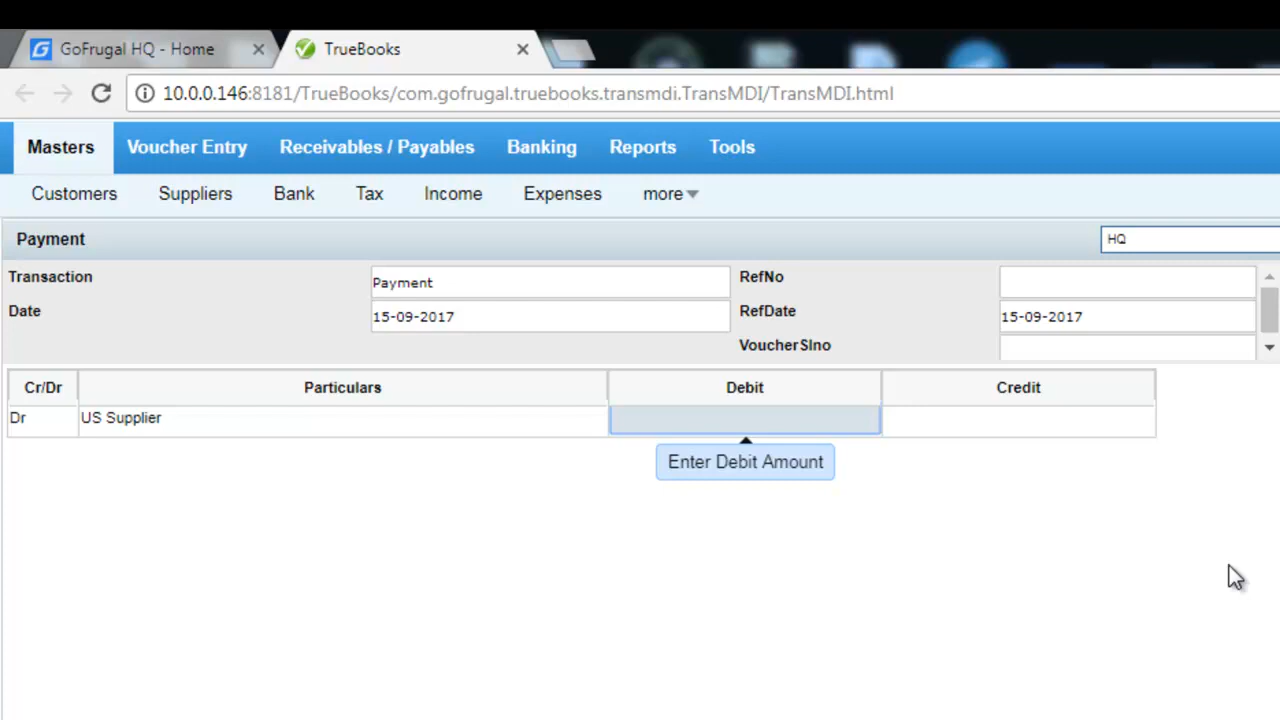 GoFrugal HQ - Home
TrueBooks
10.0.0.146:8181/TrueBooks/com.gofrugal.truebooks.transmdi.TransMDI/TransMDI.html
Masters Voucher Entry Receivables / Payables Banking Reports Tools
Customers Suppliers Bank Tax Income Expenses more
Payment HQ
Transaction Payment RefNo
Date 15-09-2017 RefDate 15-09-2017
VoucherSlno
Cr/Dr Particulars Debit Credit
Dr US Supplier
Enter Debit Amount